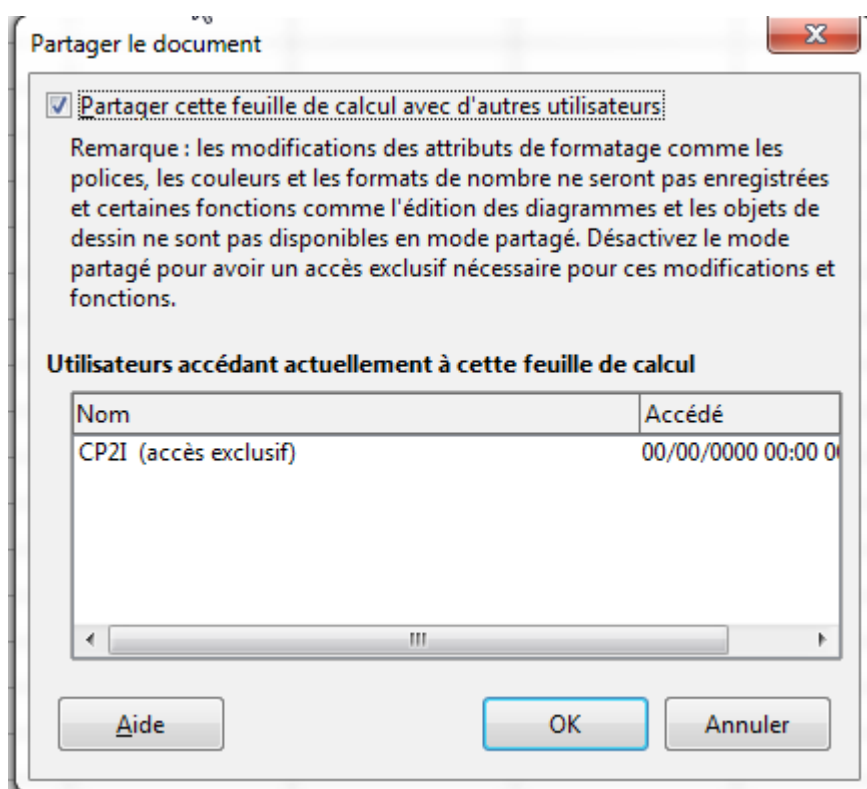 Partager le document
Partager cette feuille de calcul avec d'autres utilisateurs
Remarque : les modifications des attributs de formatage comme les
polices, les couleurs et les formats de nombre ne seront pas enregistrées
et certaines fonctions comme l'édition des diagrammes et les objets de
dessin ne sont pas disponibles en mode partagé. Désactivez le mode
partagé pour avoir un accès exclusif nécessaire pour ces modifications et
fonctions.
Utilisateurs accédant actuellement à cette feuille de calcul
Nom Accédé
CP2I (accès exclusif) 00/00/0000 00:00
Aide OK Annuler